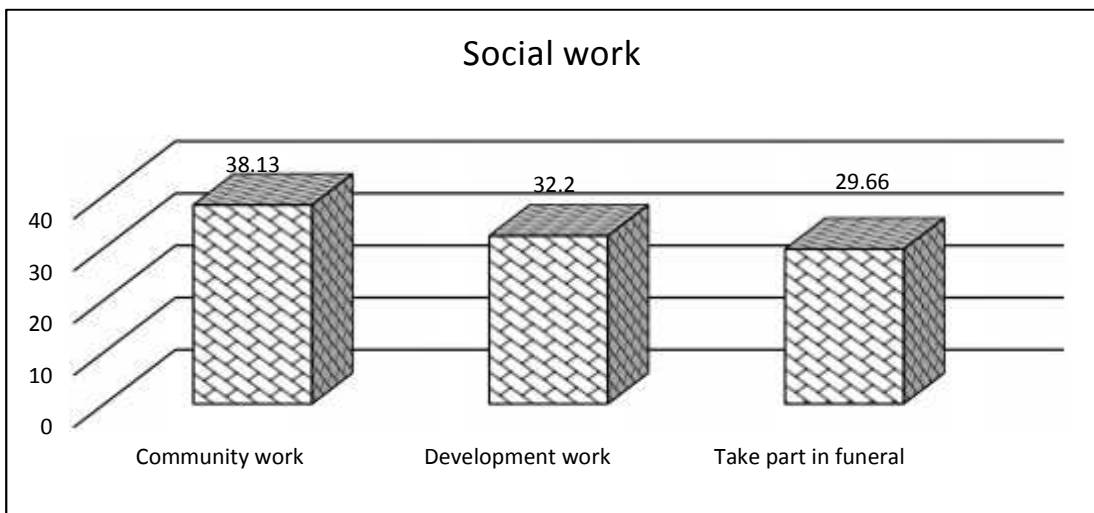 Social work
38.13
32.2
29.66
40
30
20
10
0
Community work
Development work
Take part in funeral